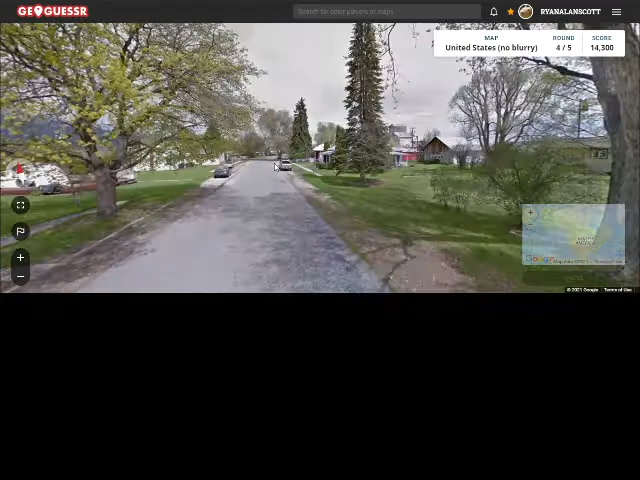 GEOGUESSR
Search for other players or maps
RYANALANSCOTT
MAP
United States (no blurry)
ROUND
4 / 5
SCORE
14,300
Google
© 2021 Google
Terms of Use